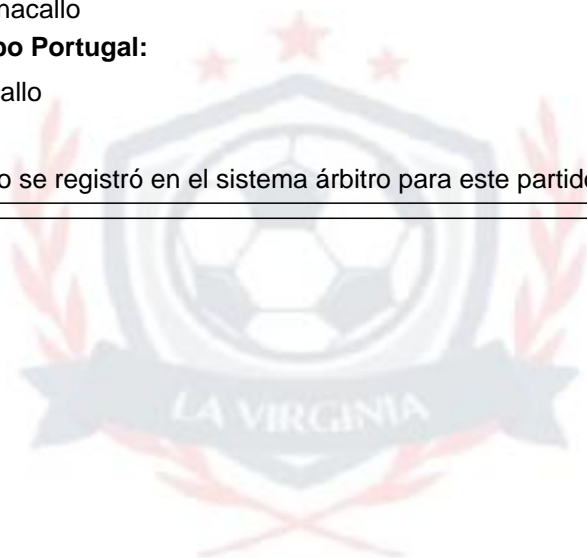 nacallo
po Portugal:
allo
o se registró en el sistema árbitro para este partido
LA VIRGINIA